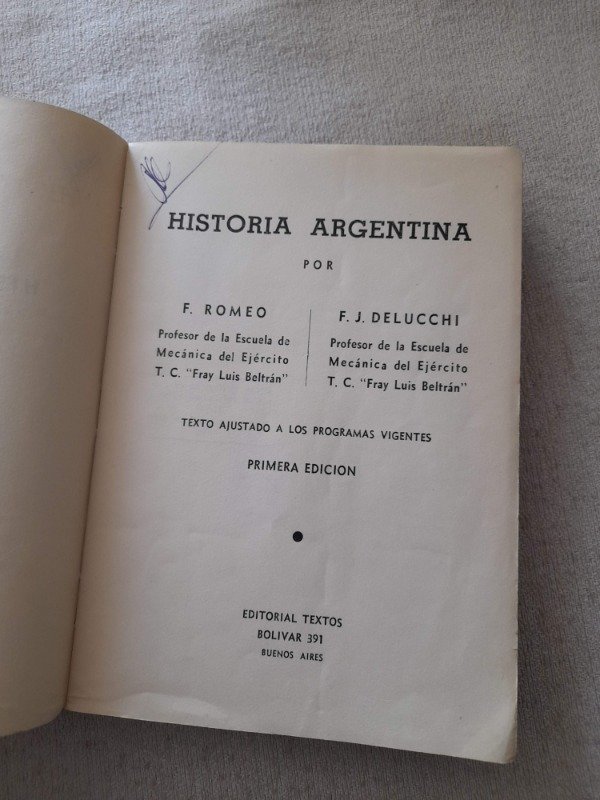 HISTORIA ARGENTINA
POR
F. ROMEO
Profesor de la Escuela de
Mecánica del Ejército
T. C. "Fray Luis Beltrán"
F. J. DELUCCHI
Profesor de la Escuela de
Mecánica del Ejército
T. C. "Fray Luis Beltrán"
TEXTO AJUSTADO A LOS PROGRAMAS VIGENTES
PRIMERA EDICION
EDITORIAL TEXTOS
BOLIVAR 391
BUENOS AIRES